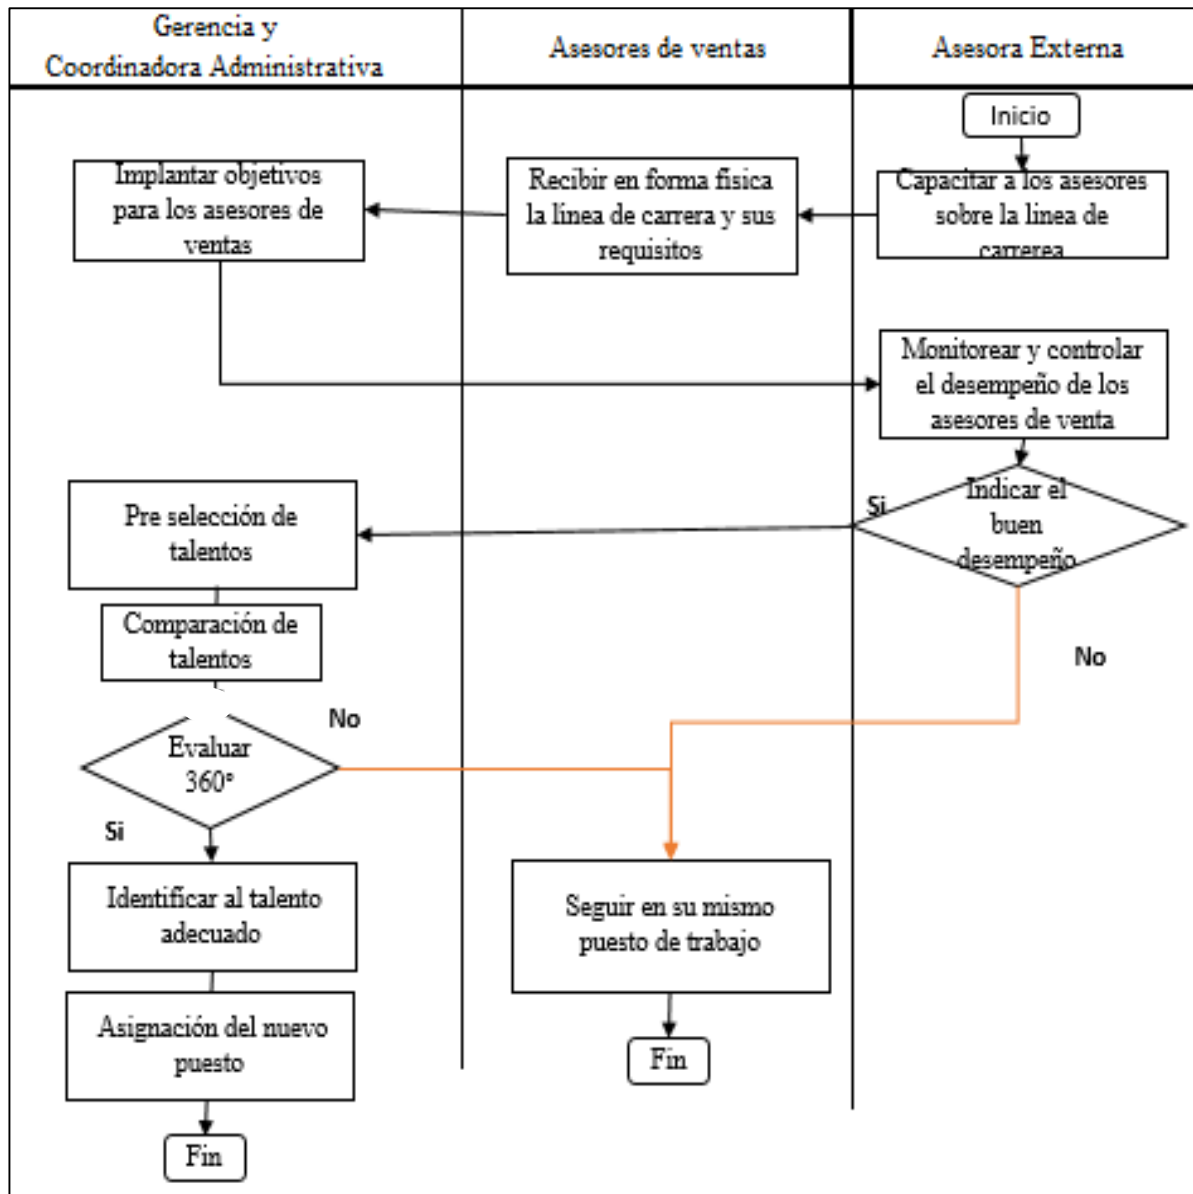 Gerencia y
Coordinadora Administrativa
Asesores de ventas
Asesora Externa
Inicio
Implantar objetivos
para los asesores de
ventas
Recibir en forma física
la línea de carrera y sus
requisitos
Capacitar a los asesores
sobre la linea de
carrerea
Monitorear y controlar
el desempeño de los
asesores de venta
Pre selección de
talentos
Si
Indicar el
buen
desempeño
Comparación de
talentos
No
No
Evaluar
360°
Si
Identificar al talento
adecuado
Seguir en su mismo
puesto de trabajo
Asignación del nuevo
puesto
Fin
Fin